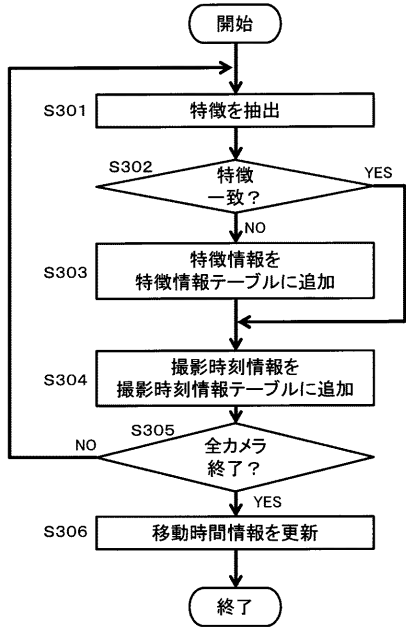 開始
S301
特徴を抽出
S302
特徴
一致？
YES
NO
S303
特徴情報を
特徴情報テーブルに追加
S304
撮影時刻情報を
撮影時刻情報テーブルに追加
S305
全カメラ
終了？
NO
YES
S306
移動時間情報を更新
終了